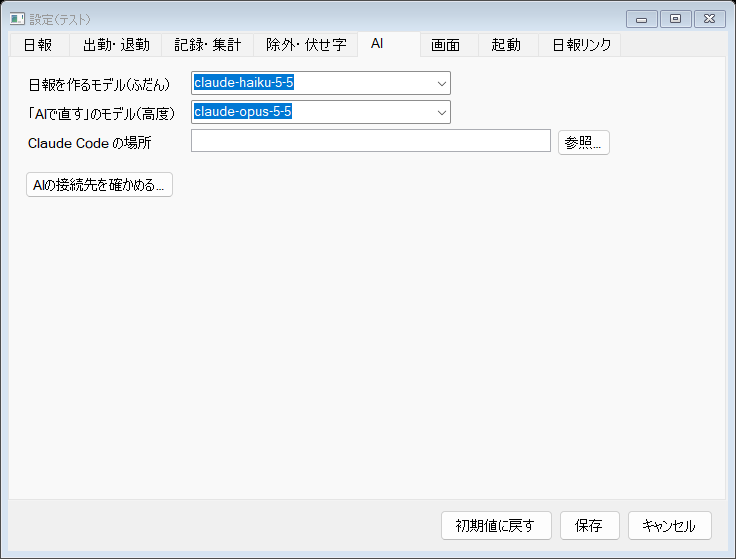 設定(テスト)
日報 出勤・退勤 記録・集計 除外・伏せ字 AI 画面 起動 日報リンク
日報を作るモデル(ふだん) claude-haiku-5-5
「AIで直す」のモデル(高度) claude-opus-5-5
Claude Code の場所 参照...
AIの接続先を確かめる...
初期値に戻す 保存 キャンセル